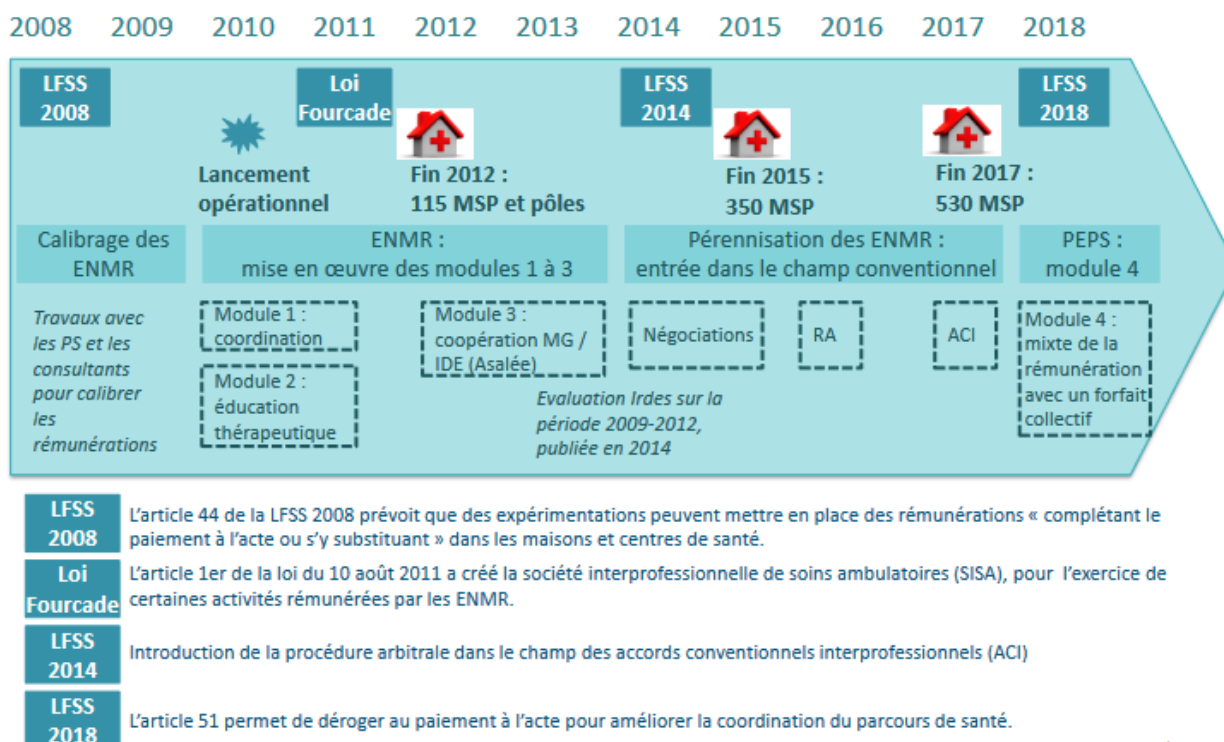 2008 2009 2010 2011 2012 2013 2014 2015 2016 2017 2018
LFSS
2008
Loi
Fourcade
LFSS
2014
LFSS
2018
Lancement
opérationnel
Fin 2012 :
115 MSP et pôles
Fin 2015 :
350 MSP
Fin 2017 :
530 MSP
Calibrage des
ENMR
ENMR :
mise en œuvre des modules 1 à 3
Pérennisation des ENMR :
entrée dans le champ conventionnel
PEPS :
module 4
Travaux avec
les PS et les
consultants
pour calibrer
les
rémunérations
Module 1 :
coordination
Module 2 :
éducation
thérapeutique
Module 3 :
coopération MG /
IDE (Asalée)
Evaluation Irdes sur la
période 2009-2012,
publiée en 2014
Négociations
RA
ACI
Module 4 :
mixte de la
rémunération
avec un forfait
collectif
LFSS
2008
L'article 44 de la LFSS 2008 prévoit que des expérimentations peuvent mettre en place des rémunérations « complétant le
paiement à l'acte ou s'y substituant » dans les maisons et centres de santé.
Loi
Fourcade
L'article 1er de la loi du 10 août 2011 a créé la société interprofessionnelle de soins ambulatoires (SISA), pour l'exercice de
certaines activités rémunérées par les ENMR.
LFSS
2014
Introduction de la procédure arbitrale dans le champ des accords conventionnels interprofessionnels (ACI)
LFSS
2018
L'article 51 permet de déroger au paiement à l'acte pour améliorer la coordination du parcours de santé.